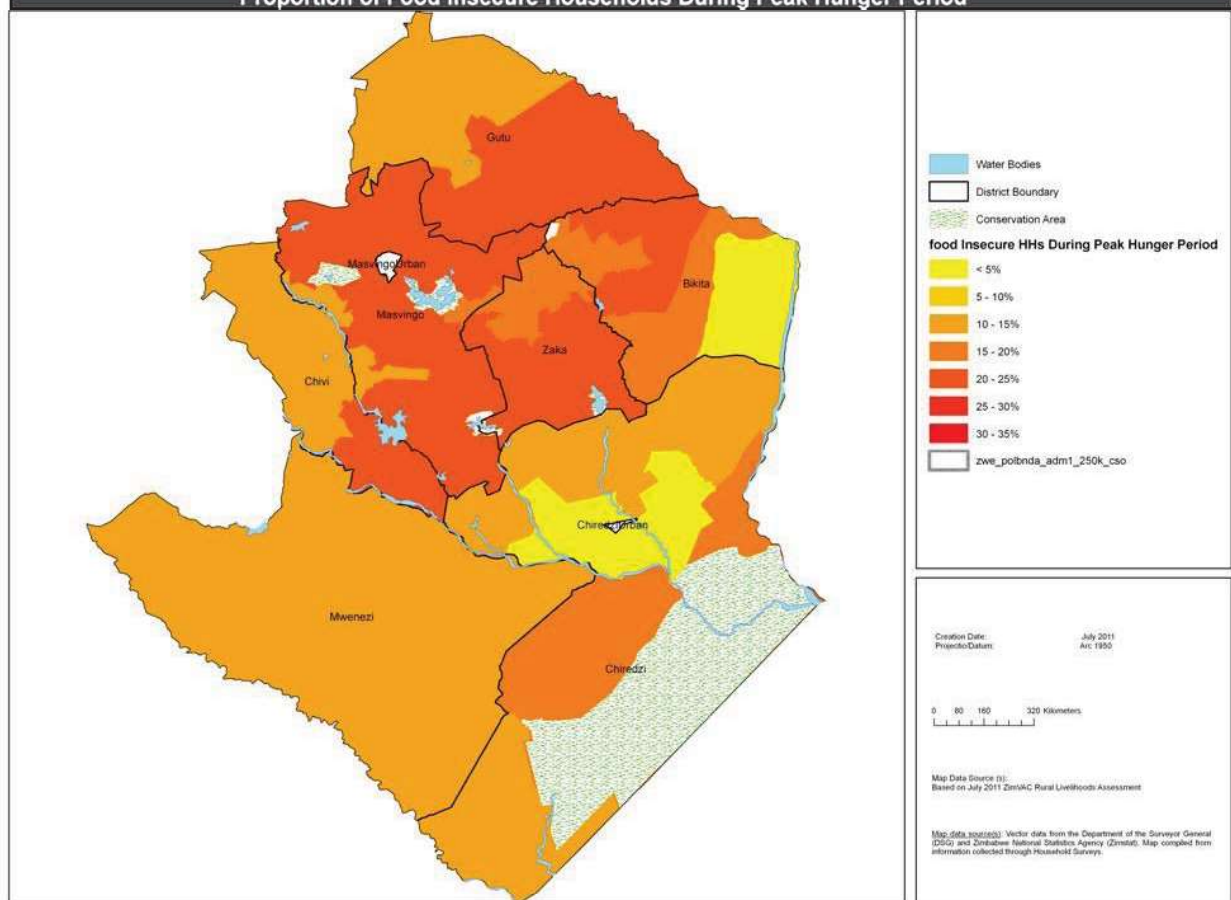 Proportion of Food Insecure Households During Peak Hunger Period
Gutu
MasvingoUrban
Masvingo
Bikita
Zaka
Chivi
ChiredziUrban
Mwenezi
Chiredzi
Water Bodies
District Boundary
Conservation Area
food Insecure HHs During Peak Hunger Period
< 5%
5 - 10%
10 - 15%
15 - 20%
20 - 25%
25 - 30%
30 - 35%
zwe_polbnda_adm1_250k_cso
Creation Date: July 2011
Projectio/Datum: Arc 1950
0 80 160 320 Kilometers
Map Data Source (s):
Based on July 2011 ZimVAC Rural Livelihoods Assessment
Map data source(s): Vector data from the Department of the Surveyor General
(DSG) and Zimbabwe National Statistics Agency (Zimstat). Map compiled from
information collected through Household Surveys.